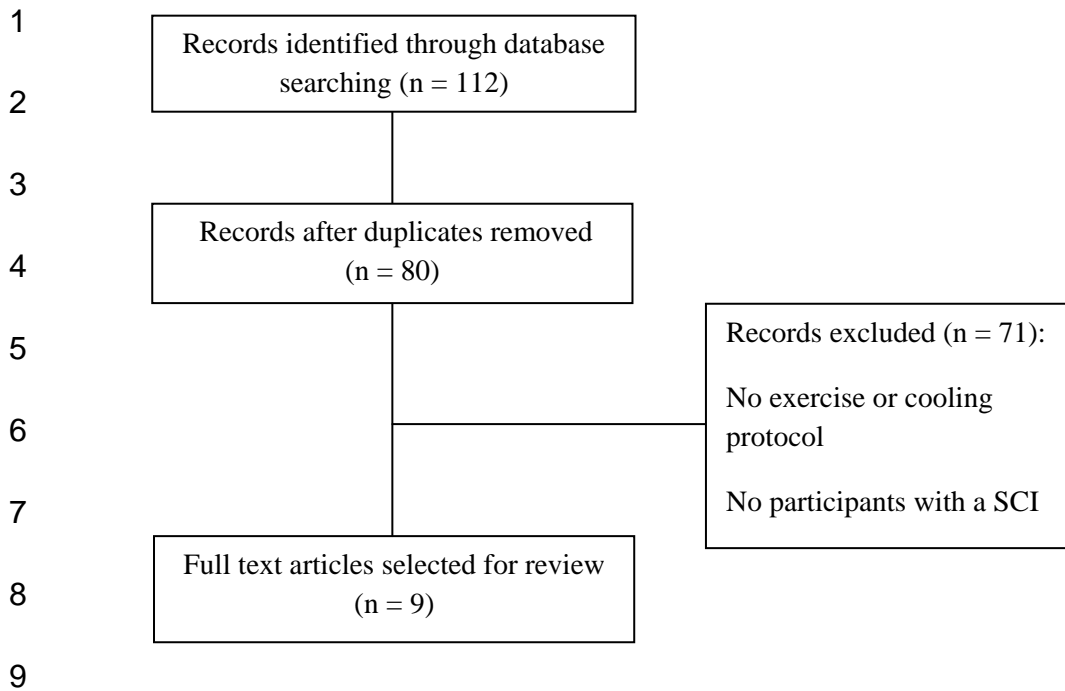 1
Records identified through database
searching (n = 112)
2
3
Records after duplicates removed
4
(n = 80)
5
Records excluded (n = 71):
No exercise or cooling
6
protocol
7
No participants with a SCI
Full text articles selected for review
8
(n = 9)
9